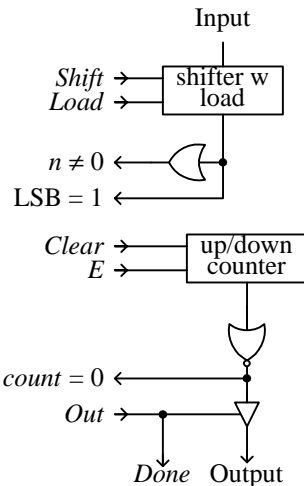 Input
Shift
Load
shifter w
load
n ≠ 0
LSB = 1
Clear
E
up/down
counter
count = 0
Out
Done
Output